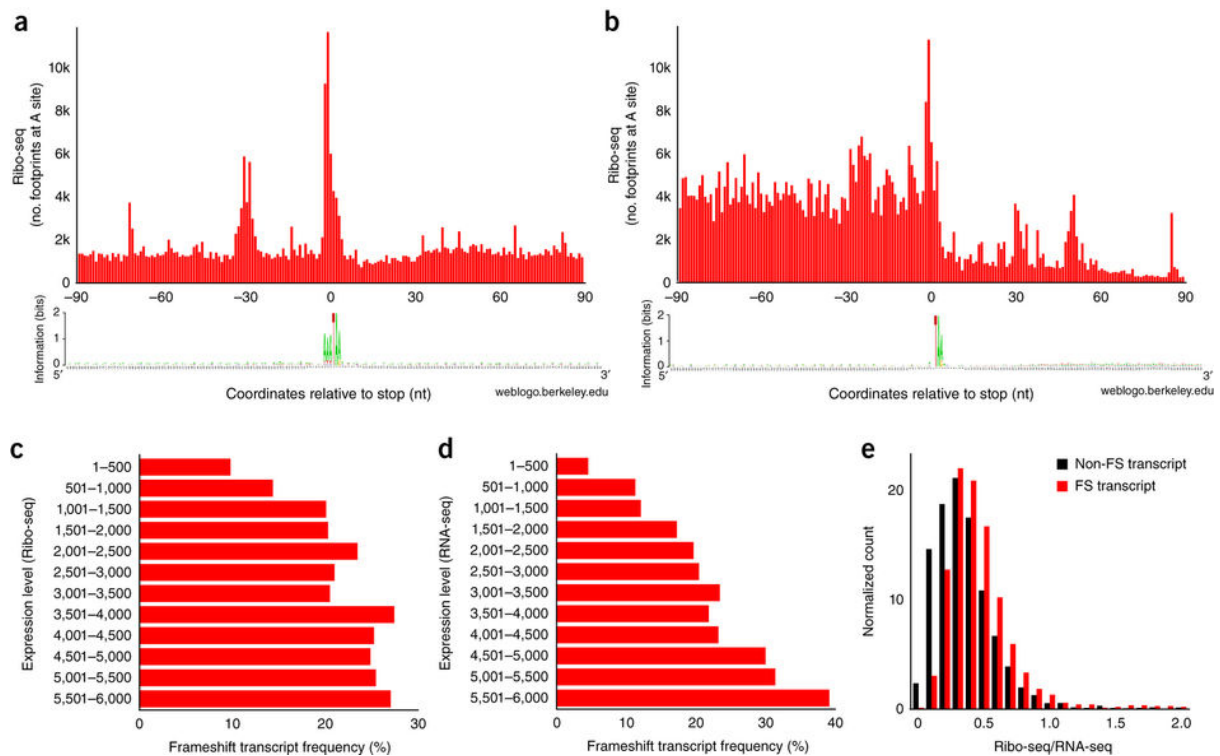 a
Ribo-seq
(no. footprints at A site)
10k
8k
6k
4k
2k
0
−90 −60 −30 0 30 60 90
Information (bits)
2
1
0
5′ 3′
Coordinates relative to stop (nt)
weblogo.berkeley.edu
b
Ribo-seq
(no. footprints at A site)
10k
8k
6k
4k
2k
0
−90 −60 −30 0 30 60 90
Information (bits)
2
1
0
5′ 3′
Coordinates relative to stop (nt)
weblogo.berkeley.edu
c
Expression level (Ribo-seq)
1–500
501–1,000
1,001–1,500
1,501–2,000
2,001–2,500
2,501–3,000
3,001–3,500
3,501–4,000
4,001–4,500
4,501–5,000
5,001–5,500
5,501–6,000
0 10 20 30
Frameshift transcript frequency (%)
d
Expression level (RNA-seq)
1–500
501–1,000
1,001–1,500
1,501–2,000
2,001–2,500
2,501–3,000
3,001–3,500
3,501–4,000
4,001–4,500
4,501–5,000
5,001–5,500
5,501–6,000
0 10 20 30 40
Frameshift transcript frequency (%)
e
Non-FS transcript
FS transcript
Normalized count
20
10
0
0 0.5 1.0 1.5 2.0
Ribo-seq/RNA-seq